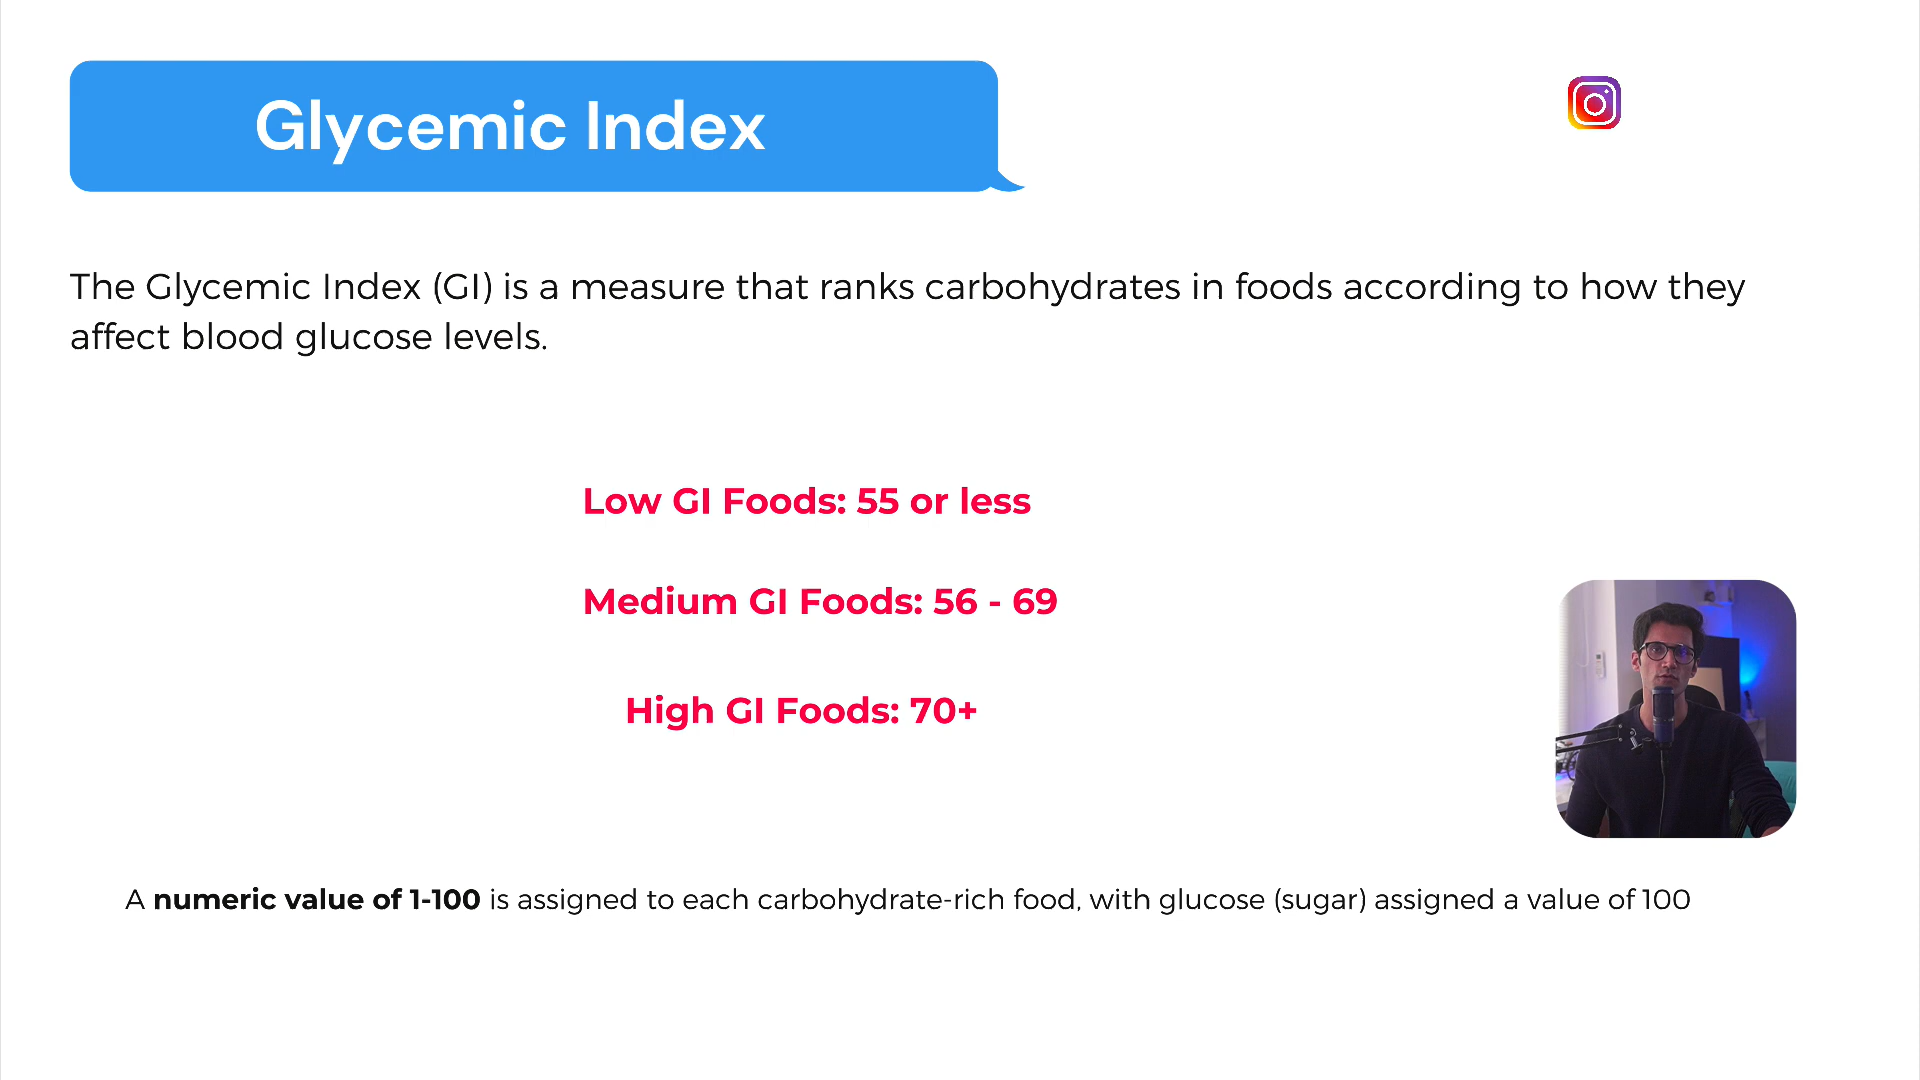 Glycemic Index
The Glycemic Index (GI) is a measure that ranks carbohydrates in foods according to how they
affect blood glucose levels.
Low GI Foods: 55 or less
Medium GI Foods: 56 - 69
High GI Foods: 70+
A numeric value of 1-100 is assigned to each carbohydrate-rich food, with glucose (sugar) assigned a value of 100